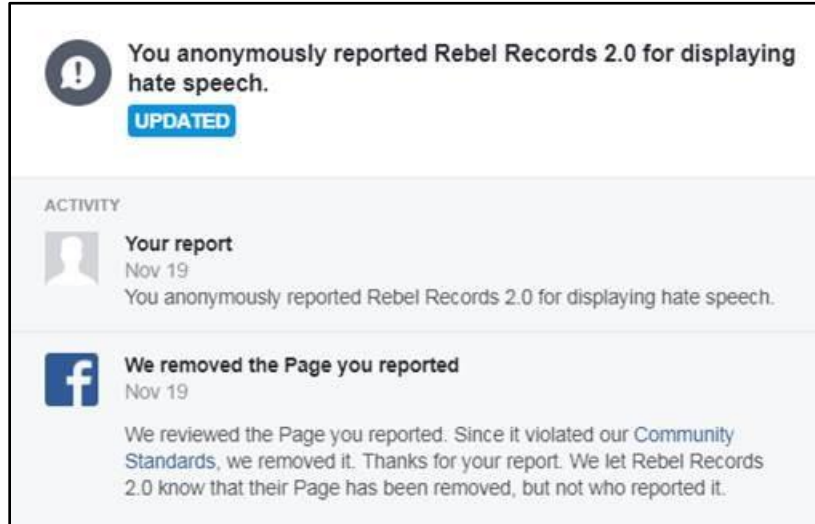 You anonymously reported Rebel Records 2.0 for displaying
hate speech.
UPDATED
ACTIVITY
Your report
Nov 19
You anonymously reported Rebel Records 2.0 for displaying hate speech.
We removed the Page you reported
Nov 19
We reviewed the Page you reported. Since it violated our Community
Standards, we removed it. Thanks for your report. We let Rebel Records
2.0 know that their Page has been removed, but not who reported it.